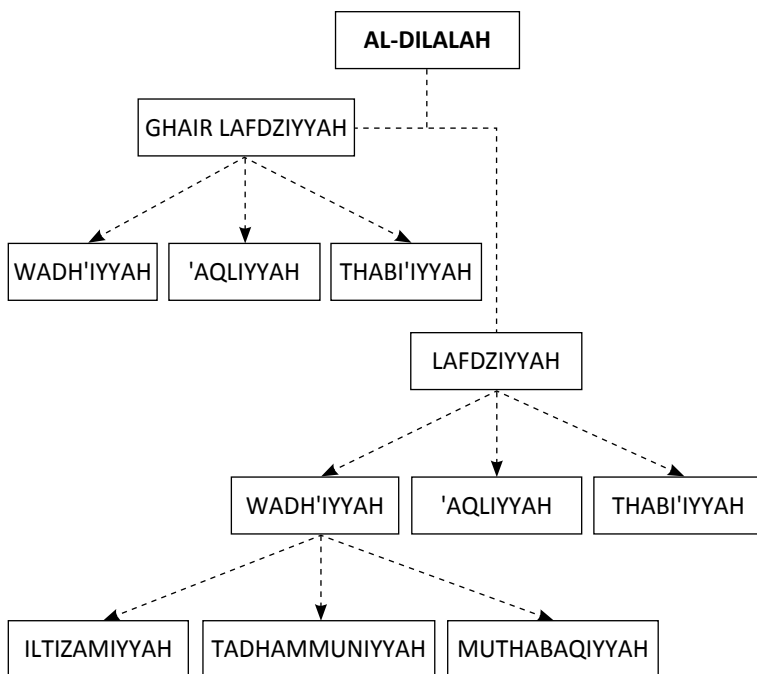 AL-DILALAH
GHAIR LAFDZIYYAH
WADH'IYYAH
'AQLIYYAH
THABI'IYYAH
LAFDZIYYAH
WADH'IYYAH
'AQLIYYAH
THABI'IYYAH
ILTIZAMIYYAH
TADHAMMUNIYYAH
MUTHABAQIYYAH